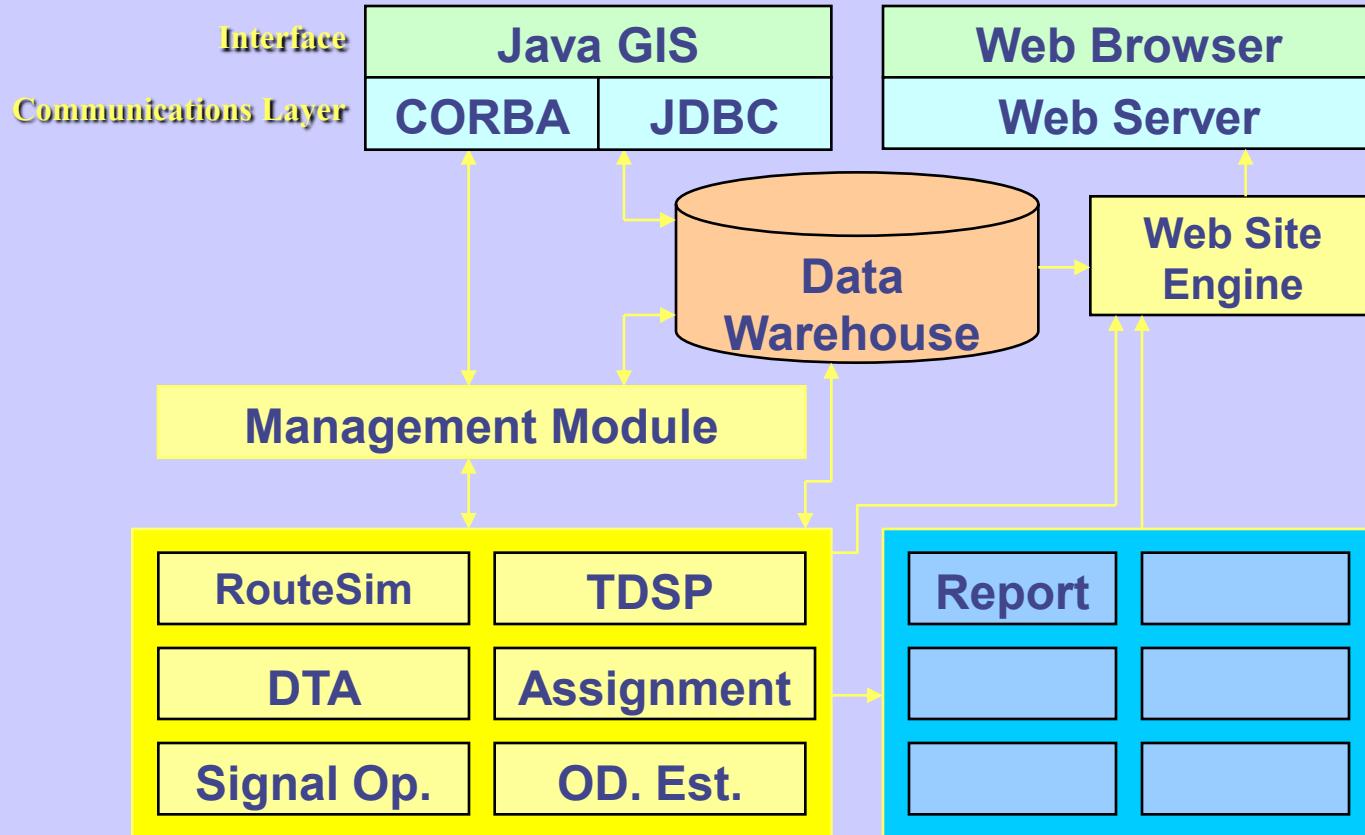 Interface
Java GIS
Web Browser
Communications Layer
CORBA
JDBC
Web Server
Data
Warehouse
Web Site
Engine
Management Module
RouteSim
TDSP
Report
DTA
Assignment
Signal Op.
OD. Est.